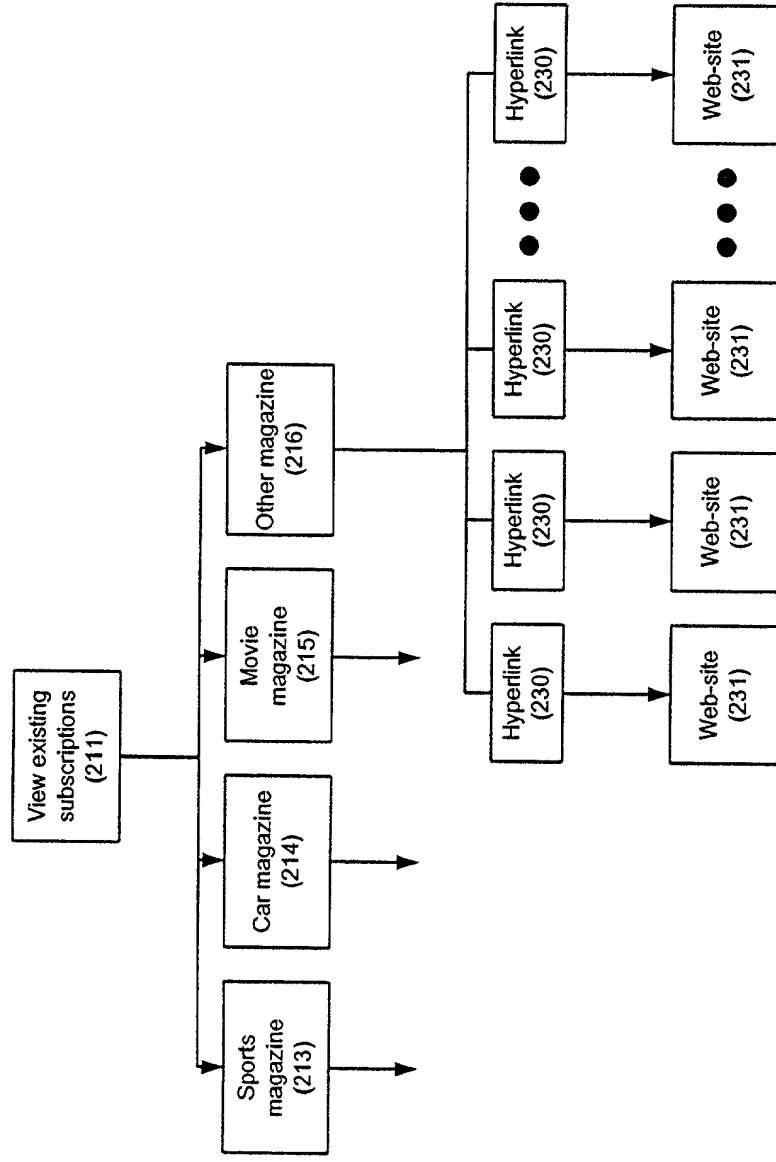 View existing
subscriptions
(211)
Sports
magazine
(213)
Car magazine
(214)
Movie
magazine
(215)
Other magazine
(216)
Hyperlink
(230)
Hyperlink
(230)
Hyperlink
(230)
Hyperlink
(230)
Web-site
(231)
Web-site
(231)
Web-site
(231)
Web-site
(231)